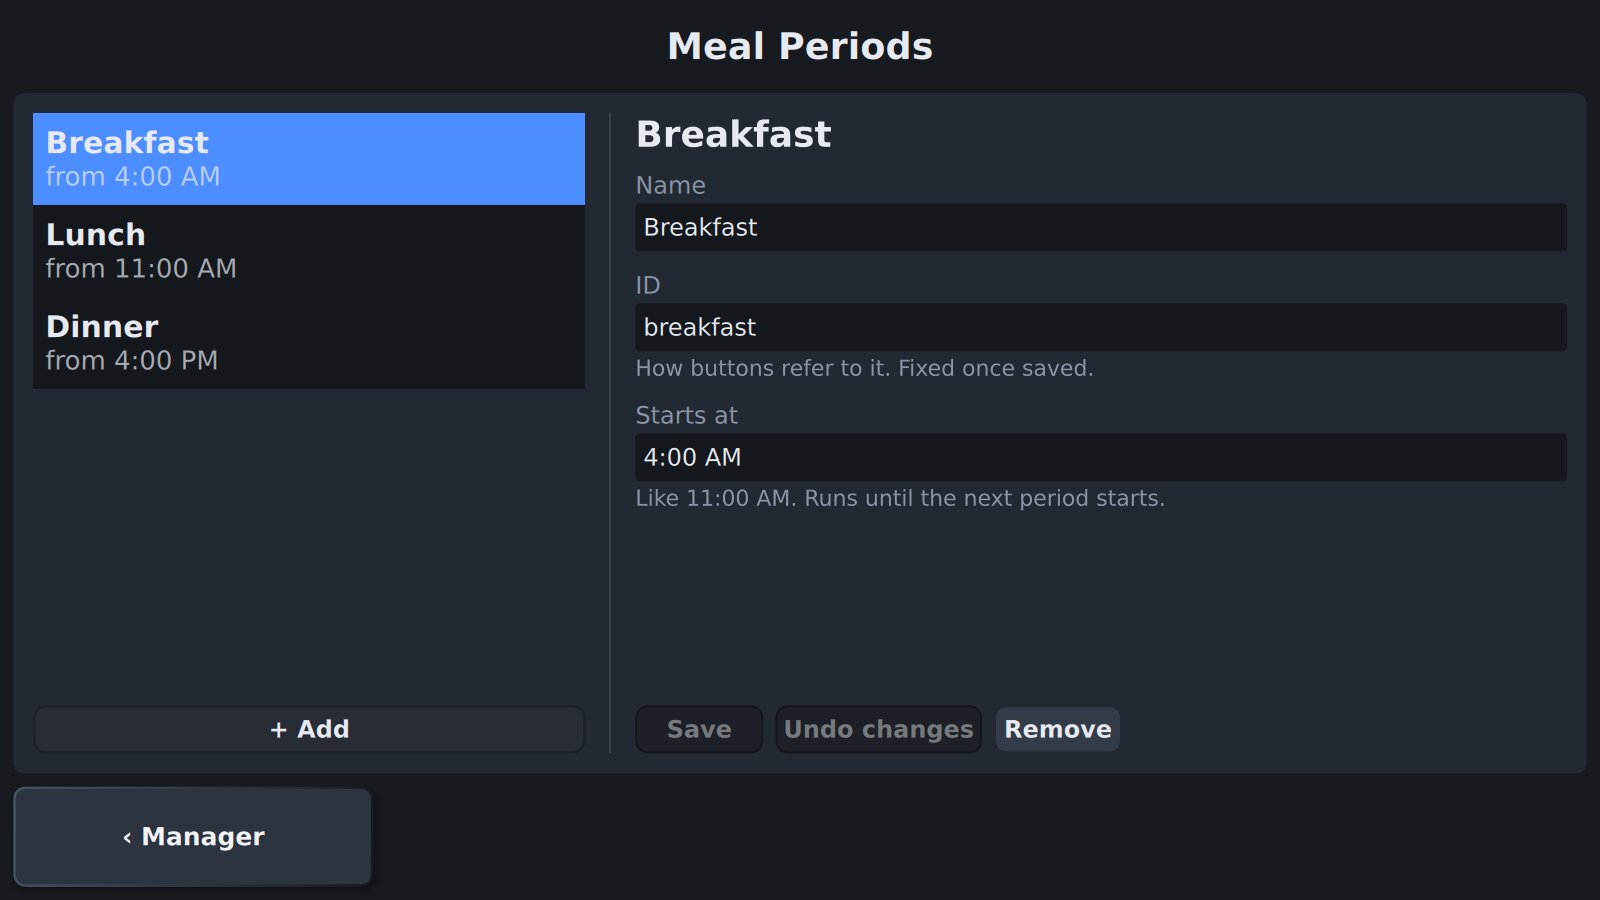 Meal Periods
Breakfast
from 4:00 AM
Lunch
from 11:00 AM
Dinner
from 4:00 PM
+ Add
Breakfast
Name
Breakfast
ID
breakfast
How buttons refer to it. Fixed once saved.
Starts at
4:00 AM
Like 11:00 AM. Runs until the next period starts.
Save
Undo changes
Remove
‹ Manager